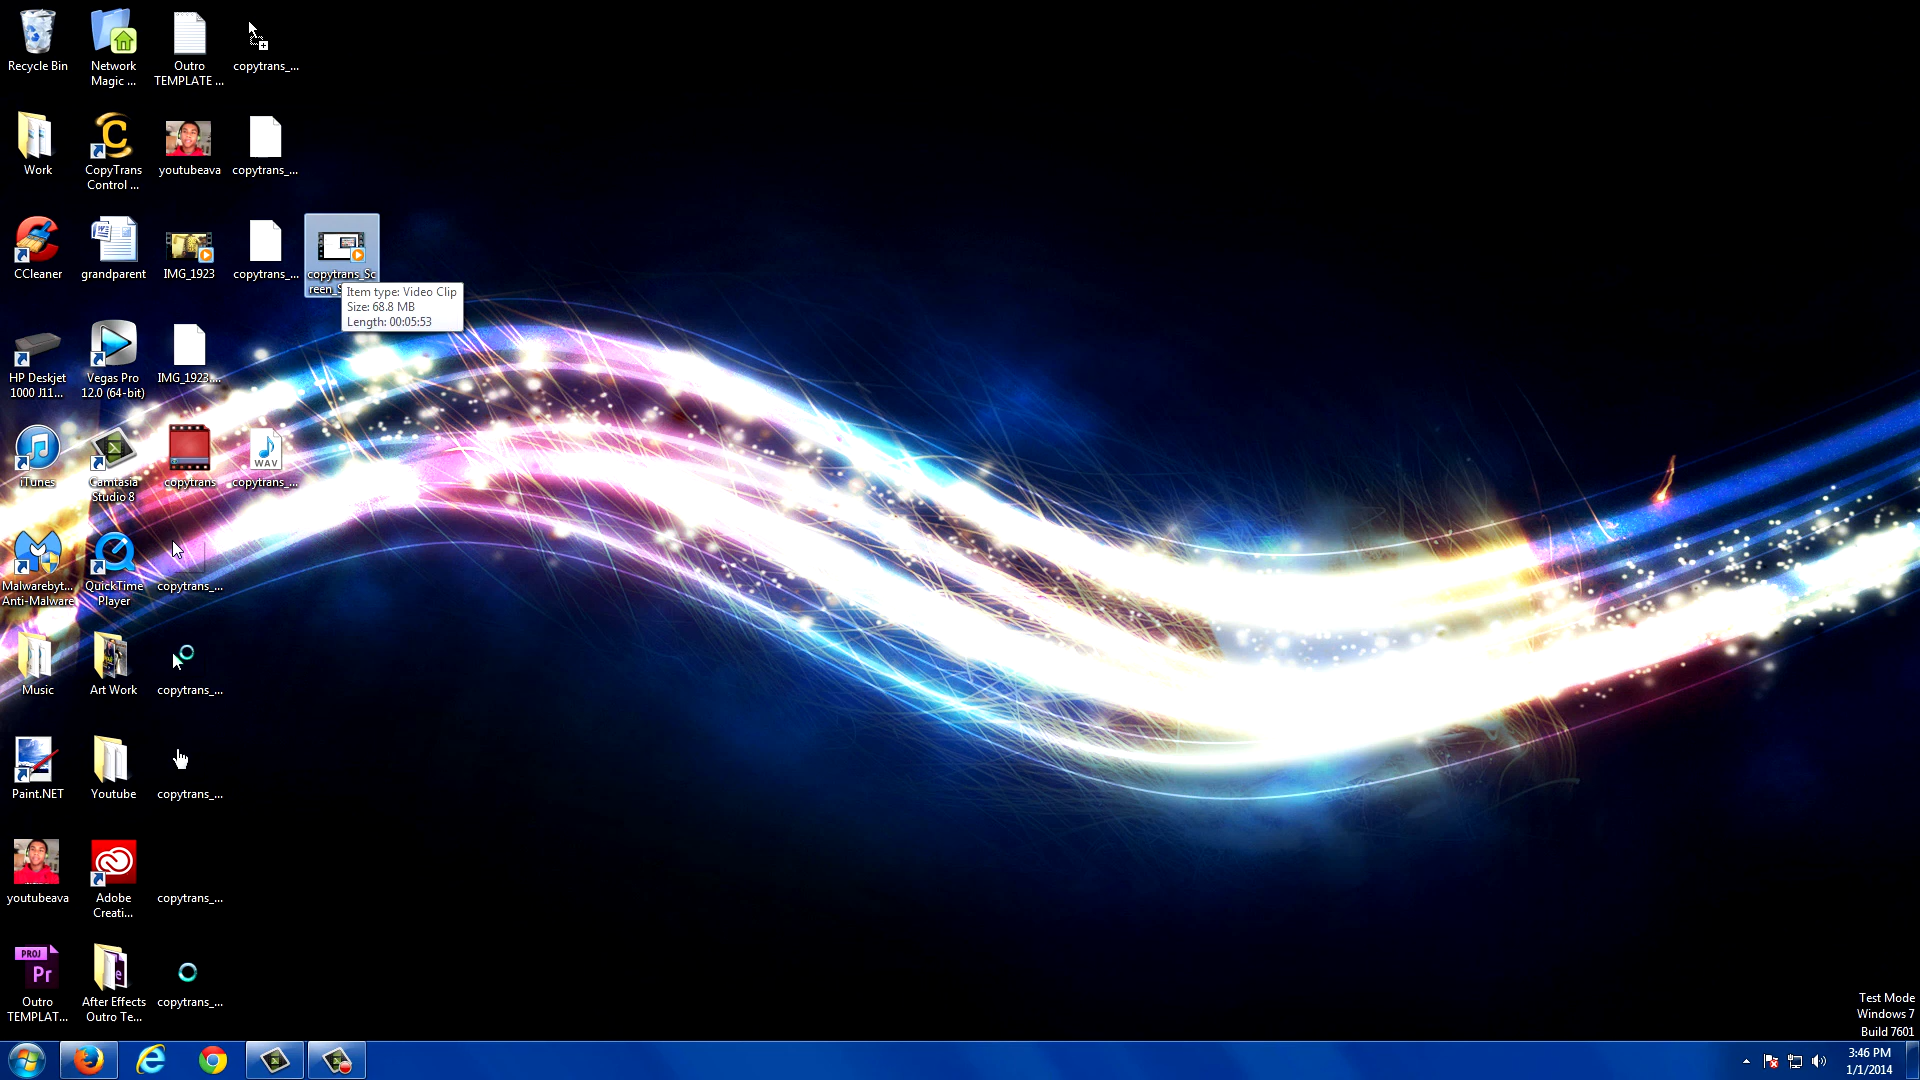 Recycle Bin
Network
Magic ...
Outro
TEMPLATE ...
copytrans_...
Work
CopyTrans
Control ...
youtubeava
copytrans_...
CCleaner
grandparent
IMG_1923
copytrans_...
copytrans_Sc
reen_S
Item type: Video Clip
Size: 68.8 MB
Length: 00:05:53
HP Deskjet
1000 J11...
Vegas Pro
12.0 (64-bit)
IMG_1923....
iTunes
Camtasia
Studio 8
copytrans
WAV
copytrans_...
Malwarebyt...
Anti-Malware
QuickTime
Player
copytrans_...
Music
Art Work
copytrans_...
Paint.NET
Youtube
copytrans_...
youtubeava
Adobe
Creati...
copytrans_...
PROJ
Pr
Outro
TEMPLAT...
After Effects
Outro Te...
copytrans_...
Test Mode
Windows 7
Build 7601
3:46 PM
1/1/2014